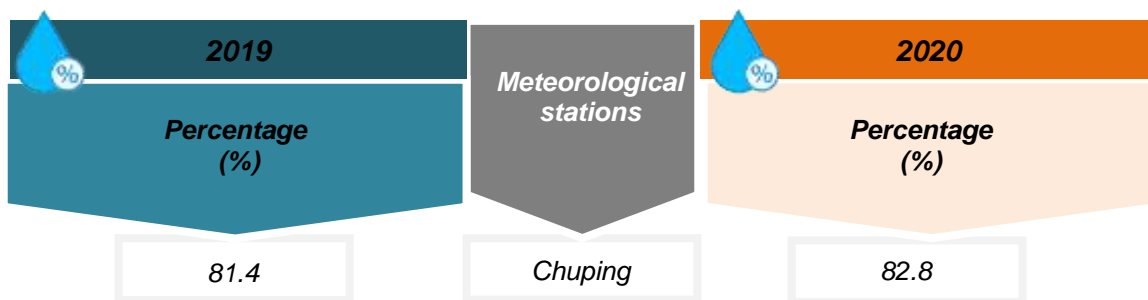 2019
Meteorological
stations
2020
%
%
Percentage
(%)
Percentage
(%)
81.4
Chuping
82.8